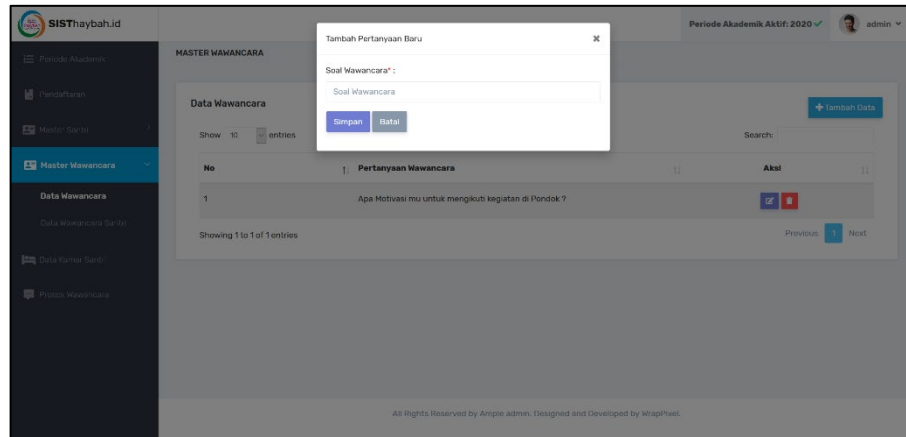 SISThaybah.id
Periode Akademik Aktif: 2020
admin
Tambah Pertanyaan Baru
Soal Wawancara* :
Soal Wawancara
Simpan Batal
Periode Akademik
Pendaftaran
Master Santri
Master Wawancara
Data Wawancara
Data Wawancara Santri
Data Kamar Santri
Proses Wawancara
MASTER WAWANCARA
Data Wawancara
+ Tambah Data
Show 10 entries
Search:
No Pertanyaan Wawancara Aksi
1 Apa Motivasi mu untuk mengikuti kegiatan di Pondok ?
Showing 1 to 1 of 1 entries
Previous 1 Next
All Rights Reserved by Ample admin. Designed and Developed by WrapPixel.